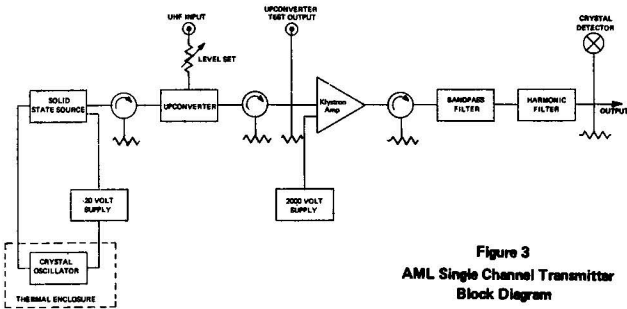 UHF INPUT
LEVEL SET
UPCONVERTER
TEST OUTPUT
CRYSTAL
DETECTOR
SOLID
STATE SOURCE
UPCONVERTER
Klystron
Amp
BANDPASS
FILTER
HARMONIC
FILTER
OUTPUT
-20 VOLT
SUPPLY
2000 VOLT
SUPPLY
CRYSTAL
OSCILLATOR
THERMAL ENCLOSURE
Figure 3
AML Single Channel Transmitter
Block Diagram